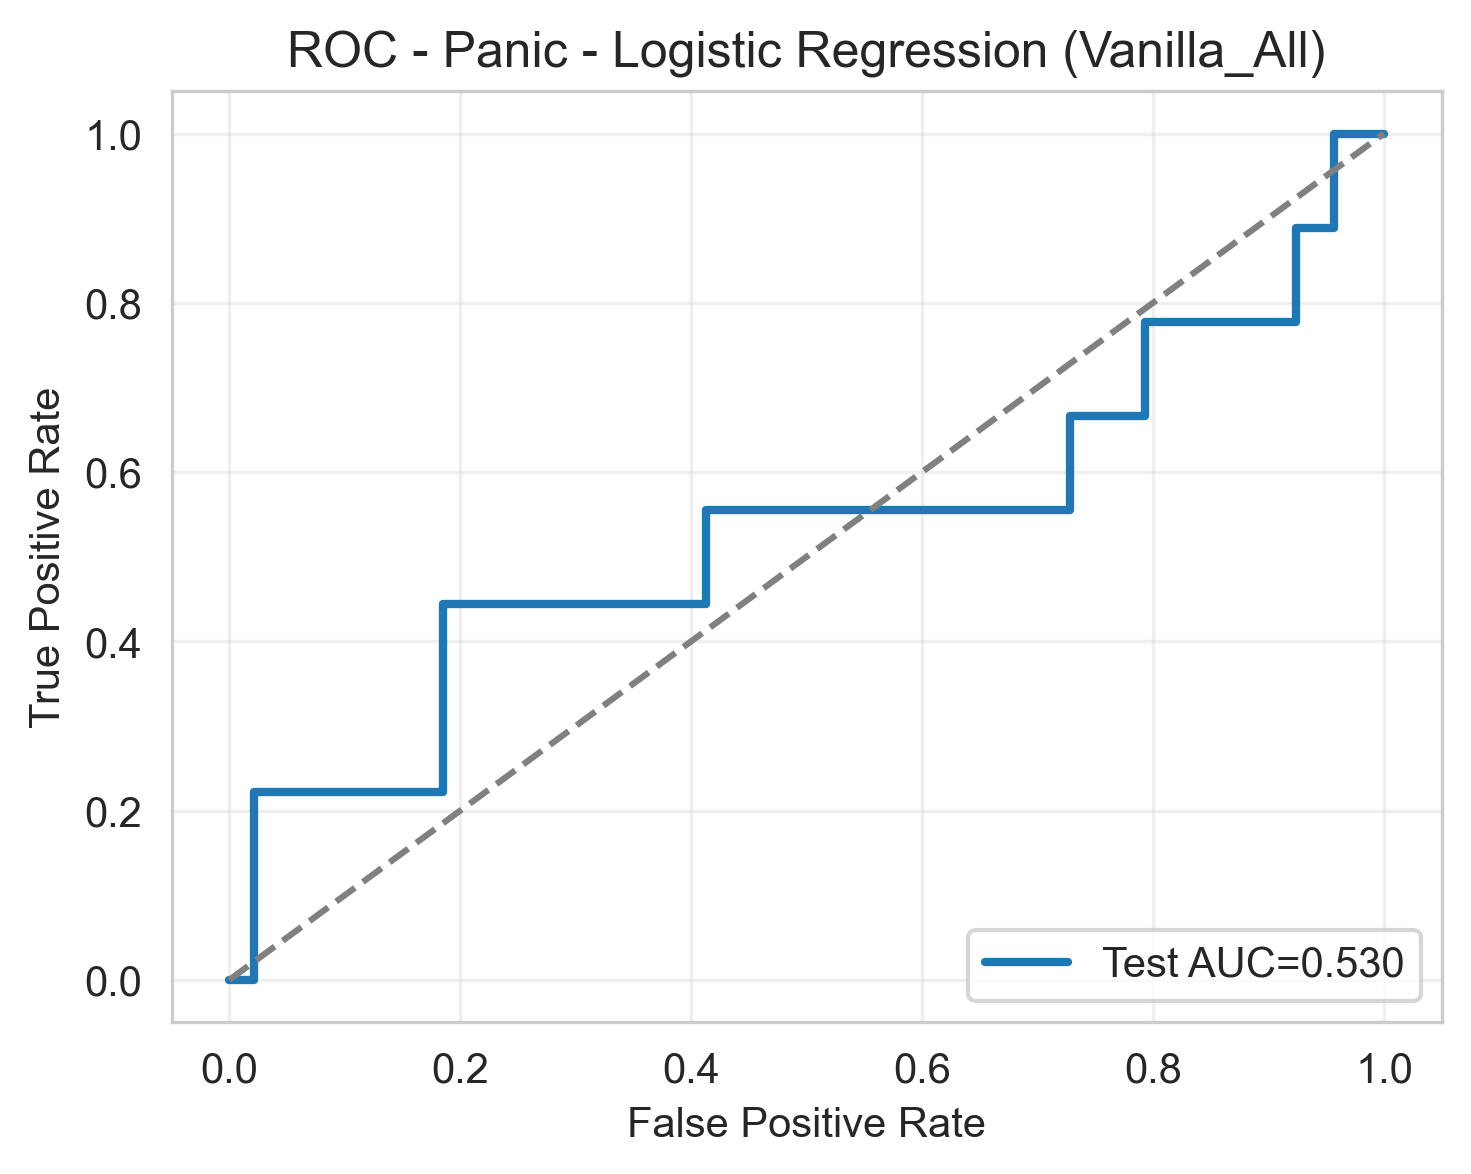 ROC - Panic - Logistic Regression (Vanilla_All)
True Positive Rate
1.0
0.8
0.6
0.4
0.2
0.0
Test AUC=0.530
0.0 0.2 0.4 0.6 0.8 1.0
False Positive Rate